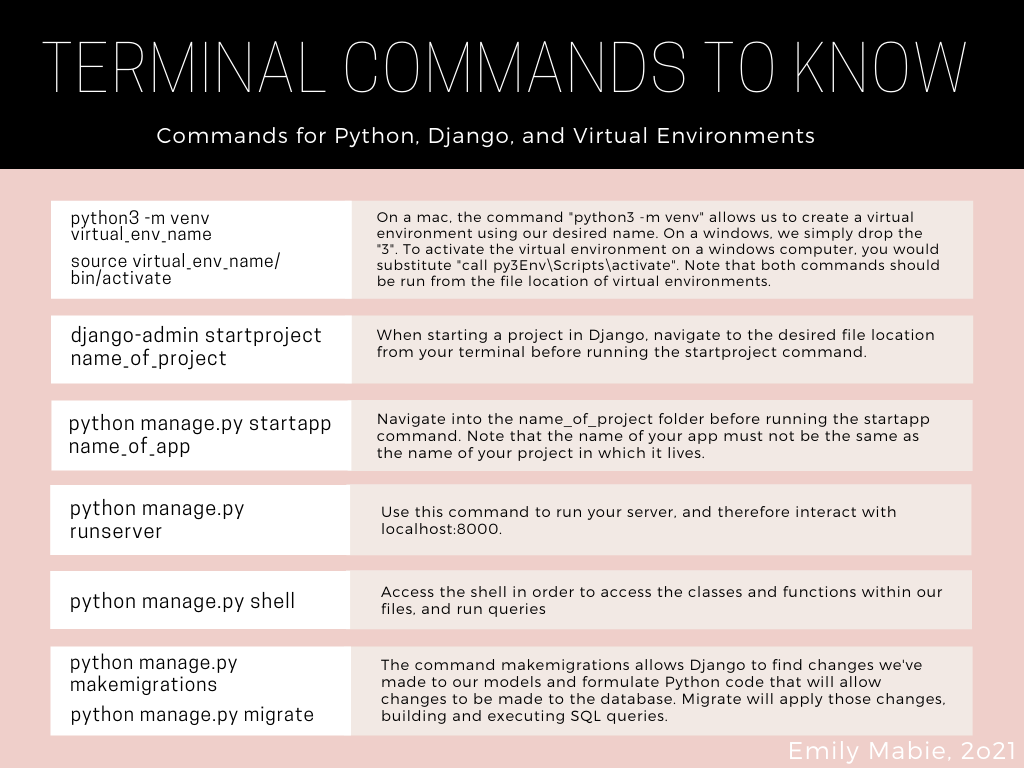 TERMINAL COMMANDS TO KNOW
Commands for Python, Django, and Virtual Environments
python3 -m venv
virtual_env_name
source virtual_env_name/
bin/activate
On a mac, the command "python3 -m venv" allows us to create a virtual
environment using our desired name. On a windows, we simply drop the
"3". To activate the virtual environment on a windows computer, you would
substitute "call py3Env\Scripts\activate". Note that both commands should
be run from the file location of virtual environments.
django-admin startproject
name_of_project
When starting a project in Django, navigate to the desired file location
from your terminal before running the startproject command.
python manage.py startapp
name_of_app
Navigate into the name_of_project folder before running the startapp
command. Note that the name of your app must not be the same as
the name of your project in which it lives.
python manage.py
runserver
Use this command to run your server, and therefore interact with
localhost:8000.
python manage.py shell
Access the shell in order to access the classes and functions within our
files, and run queries
python manage.py
makemigrations
python manage.py migrate
The command makemigrations allows Django to find changes we've
made to our models and formulate Python code that will allow
changes to be made to the database. Migrate will apply those changes,
building and executing SQL queries.
Emily Mabie, 2o21